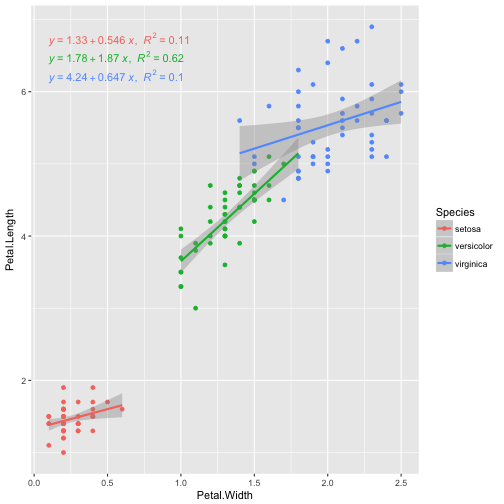 y = 1.33 + 0.546 x, R² = 0.11
y = 1.78 + 1.87 x, R² = 0.62
y = 4.24 + 0.647 x, R² = 0.1
6
4
2
Petal.Length
0.0 0.5 1.0 1.5 2.0 2.5
Petal.Width
Species
setosa
versicolor
virginica